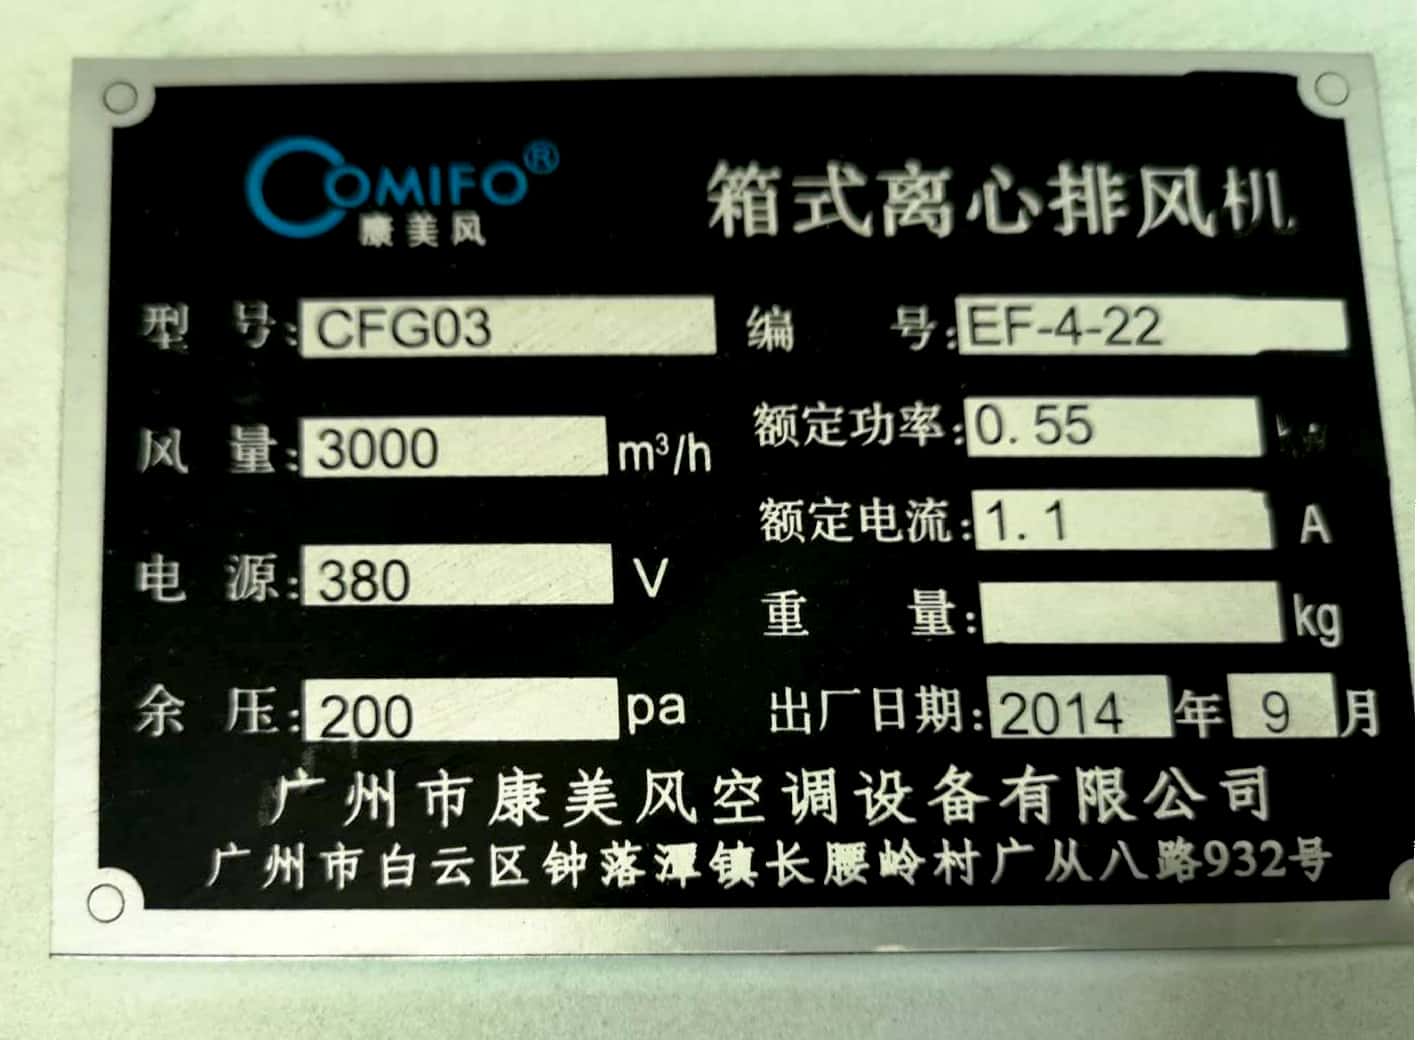 COMIFO®
康美风
箱式离心排风机
型号: CFG03
编号: EF-4-22
风量: 3000 m³/h
额定功率: 0.55 kw
电源: 380 V
额定电流: 1.1 A
重量: kg
余压: 200 pa
出厂日期: 2014 年 9 月
广州市康美风空调设备有限公司
广州市白云区钟落潭镇长腰岭村广从八路932号